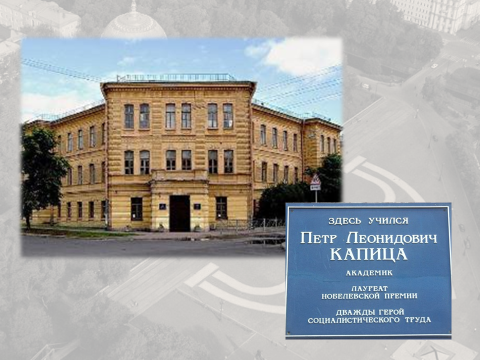 ЗДЕСЬ УЧИЛСЯ
ПЕТР ЛЕОНИДОВИЧ
КАПИЦА
АКАДЕМИК
ЛАУРЕАТ
НОБЕЛЕВСКОЙ ПРЕМИИ
ДВАЖДЫ ГЕРОЙ
СОЦИАЛИСТИЧЕСКОГО ТРУДА